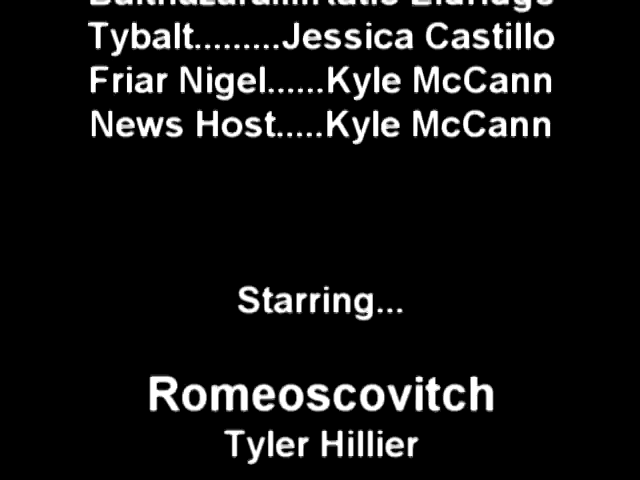 Tybalt.........Jessica Castillo
Friar Nigel......Kyle McCann
News Host.....Kyle McCann
Starring...
Romeoscovitch
Tyler Hillier